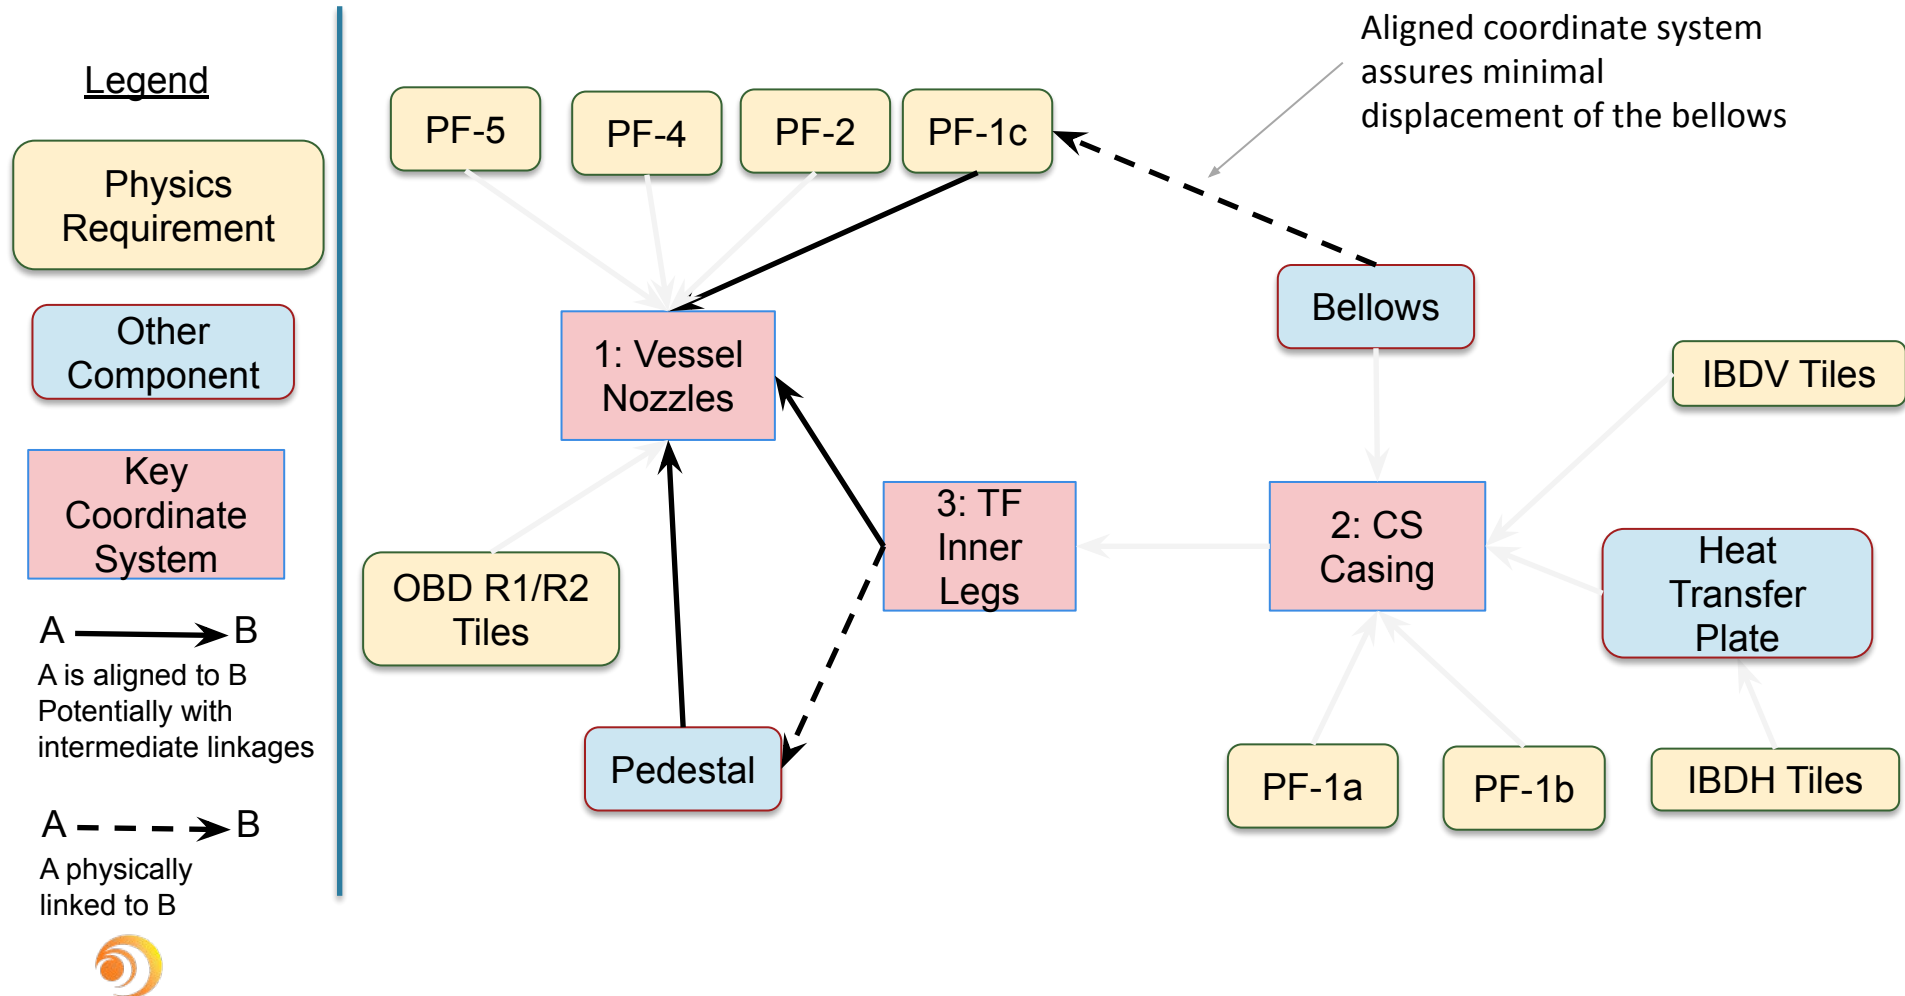 Legend
Physics
Requirement
Other
Component
Key
Coordinate
System
A B
A is aligned to B
Potentially with
intermediate linkages
A B
A physically
linked to B
Aligned coordinate system
assures minimal
displacement of the bellows
PF-5
PF-4
PF-2
PF-1c
Bellows
1: Vessel
Nozzles
IBDV Tiles
3: TF
Inner
Legs
2: CS
Casing
Heat
Transfer
Plate
OBD R1/R2
Tiles
Pedestal
PF-1a
PF-1b
IBDH Tiles